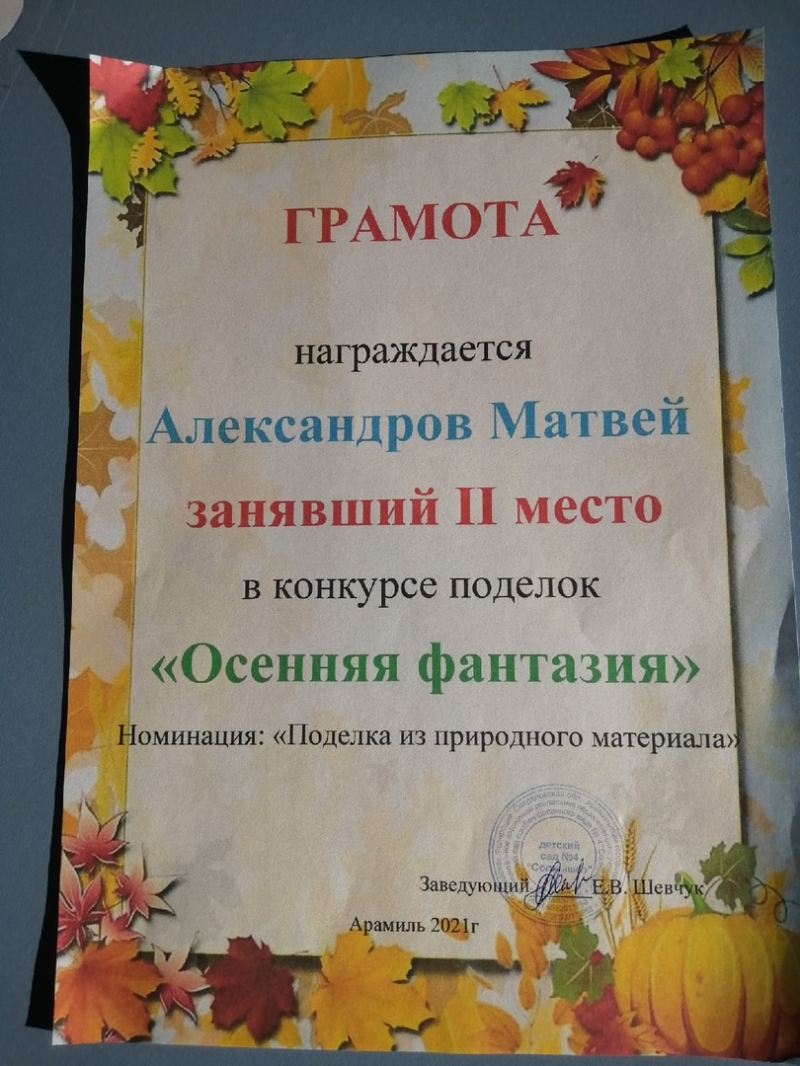 ГРАМОТА
награждается
Александров Матвей
занявший II место
в конкурсе поделок
«Осенняя фантазия»
Номинация: «Поделка из природного материала»
детский
сад №4
"Солнышко"
Заведующий Е.В. Шевчук
Арамиль 2021г